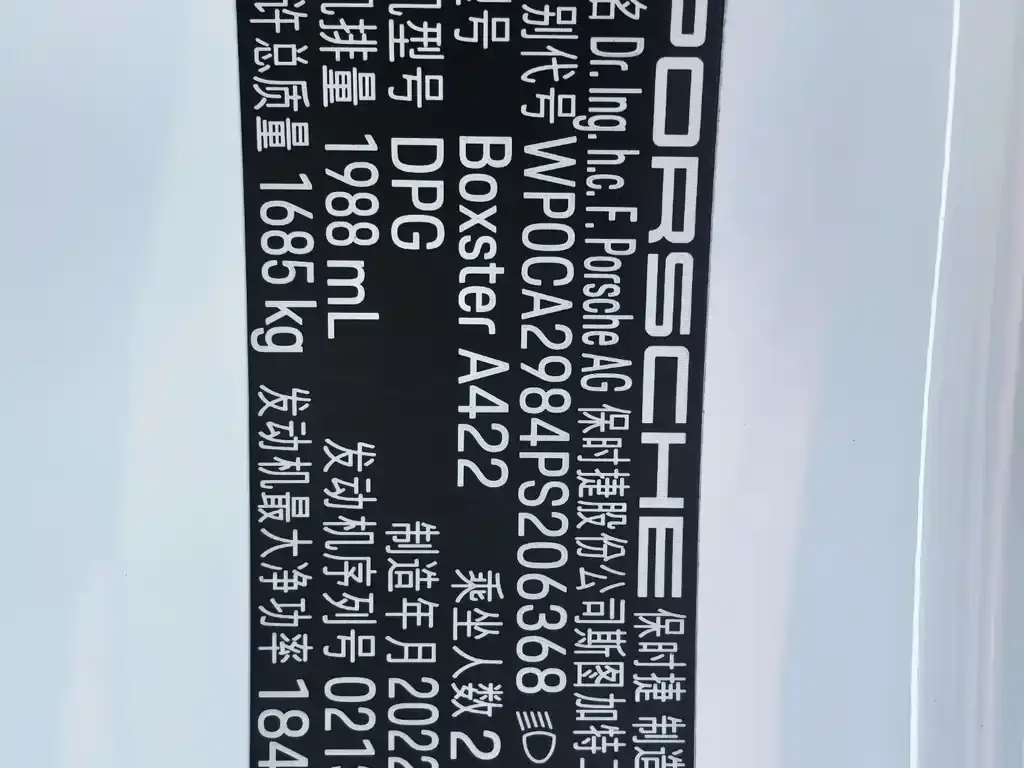 PORSCHE 保时捷 制造
名 Dr. Ing. h.c. F. Porsche AG 保时捷股份公司斯图加特
别代号 WP0CA2984PS206368
型号 Boxster A422 乘坐人数 2
机型号 DPG 制造年月 2022
机排量 1988 mL 发动机序列号 021
许总质量 1685 kg 发动机最大净功率 184